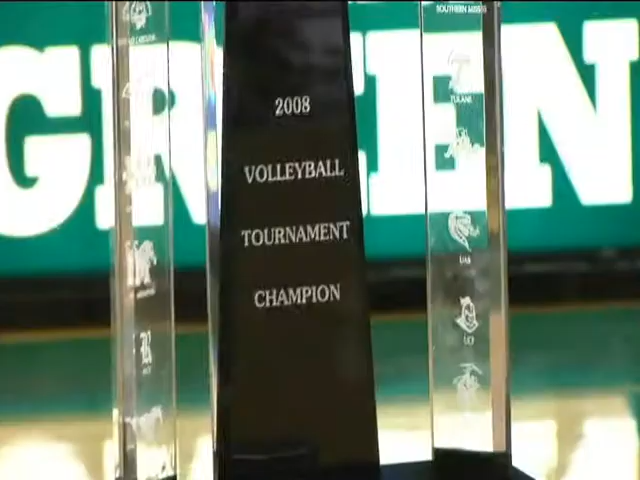 GREEN
SOUTHERN MISS
TULANE
2008
VOLLEYBALL
TOURNAMENT
CHAMPION
UAB